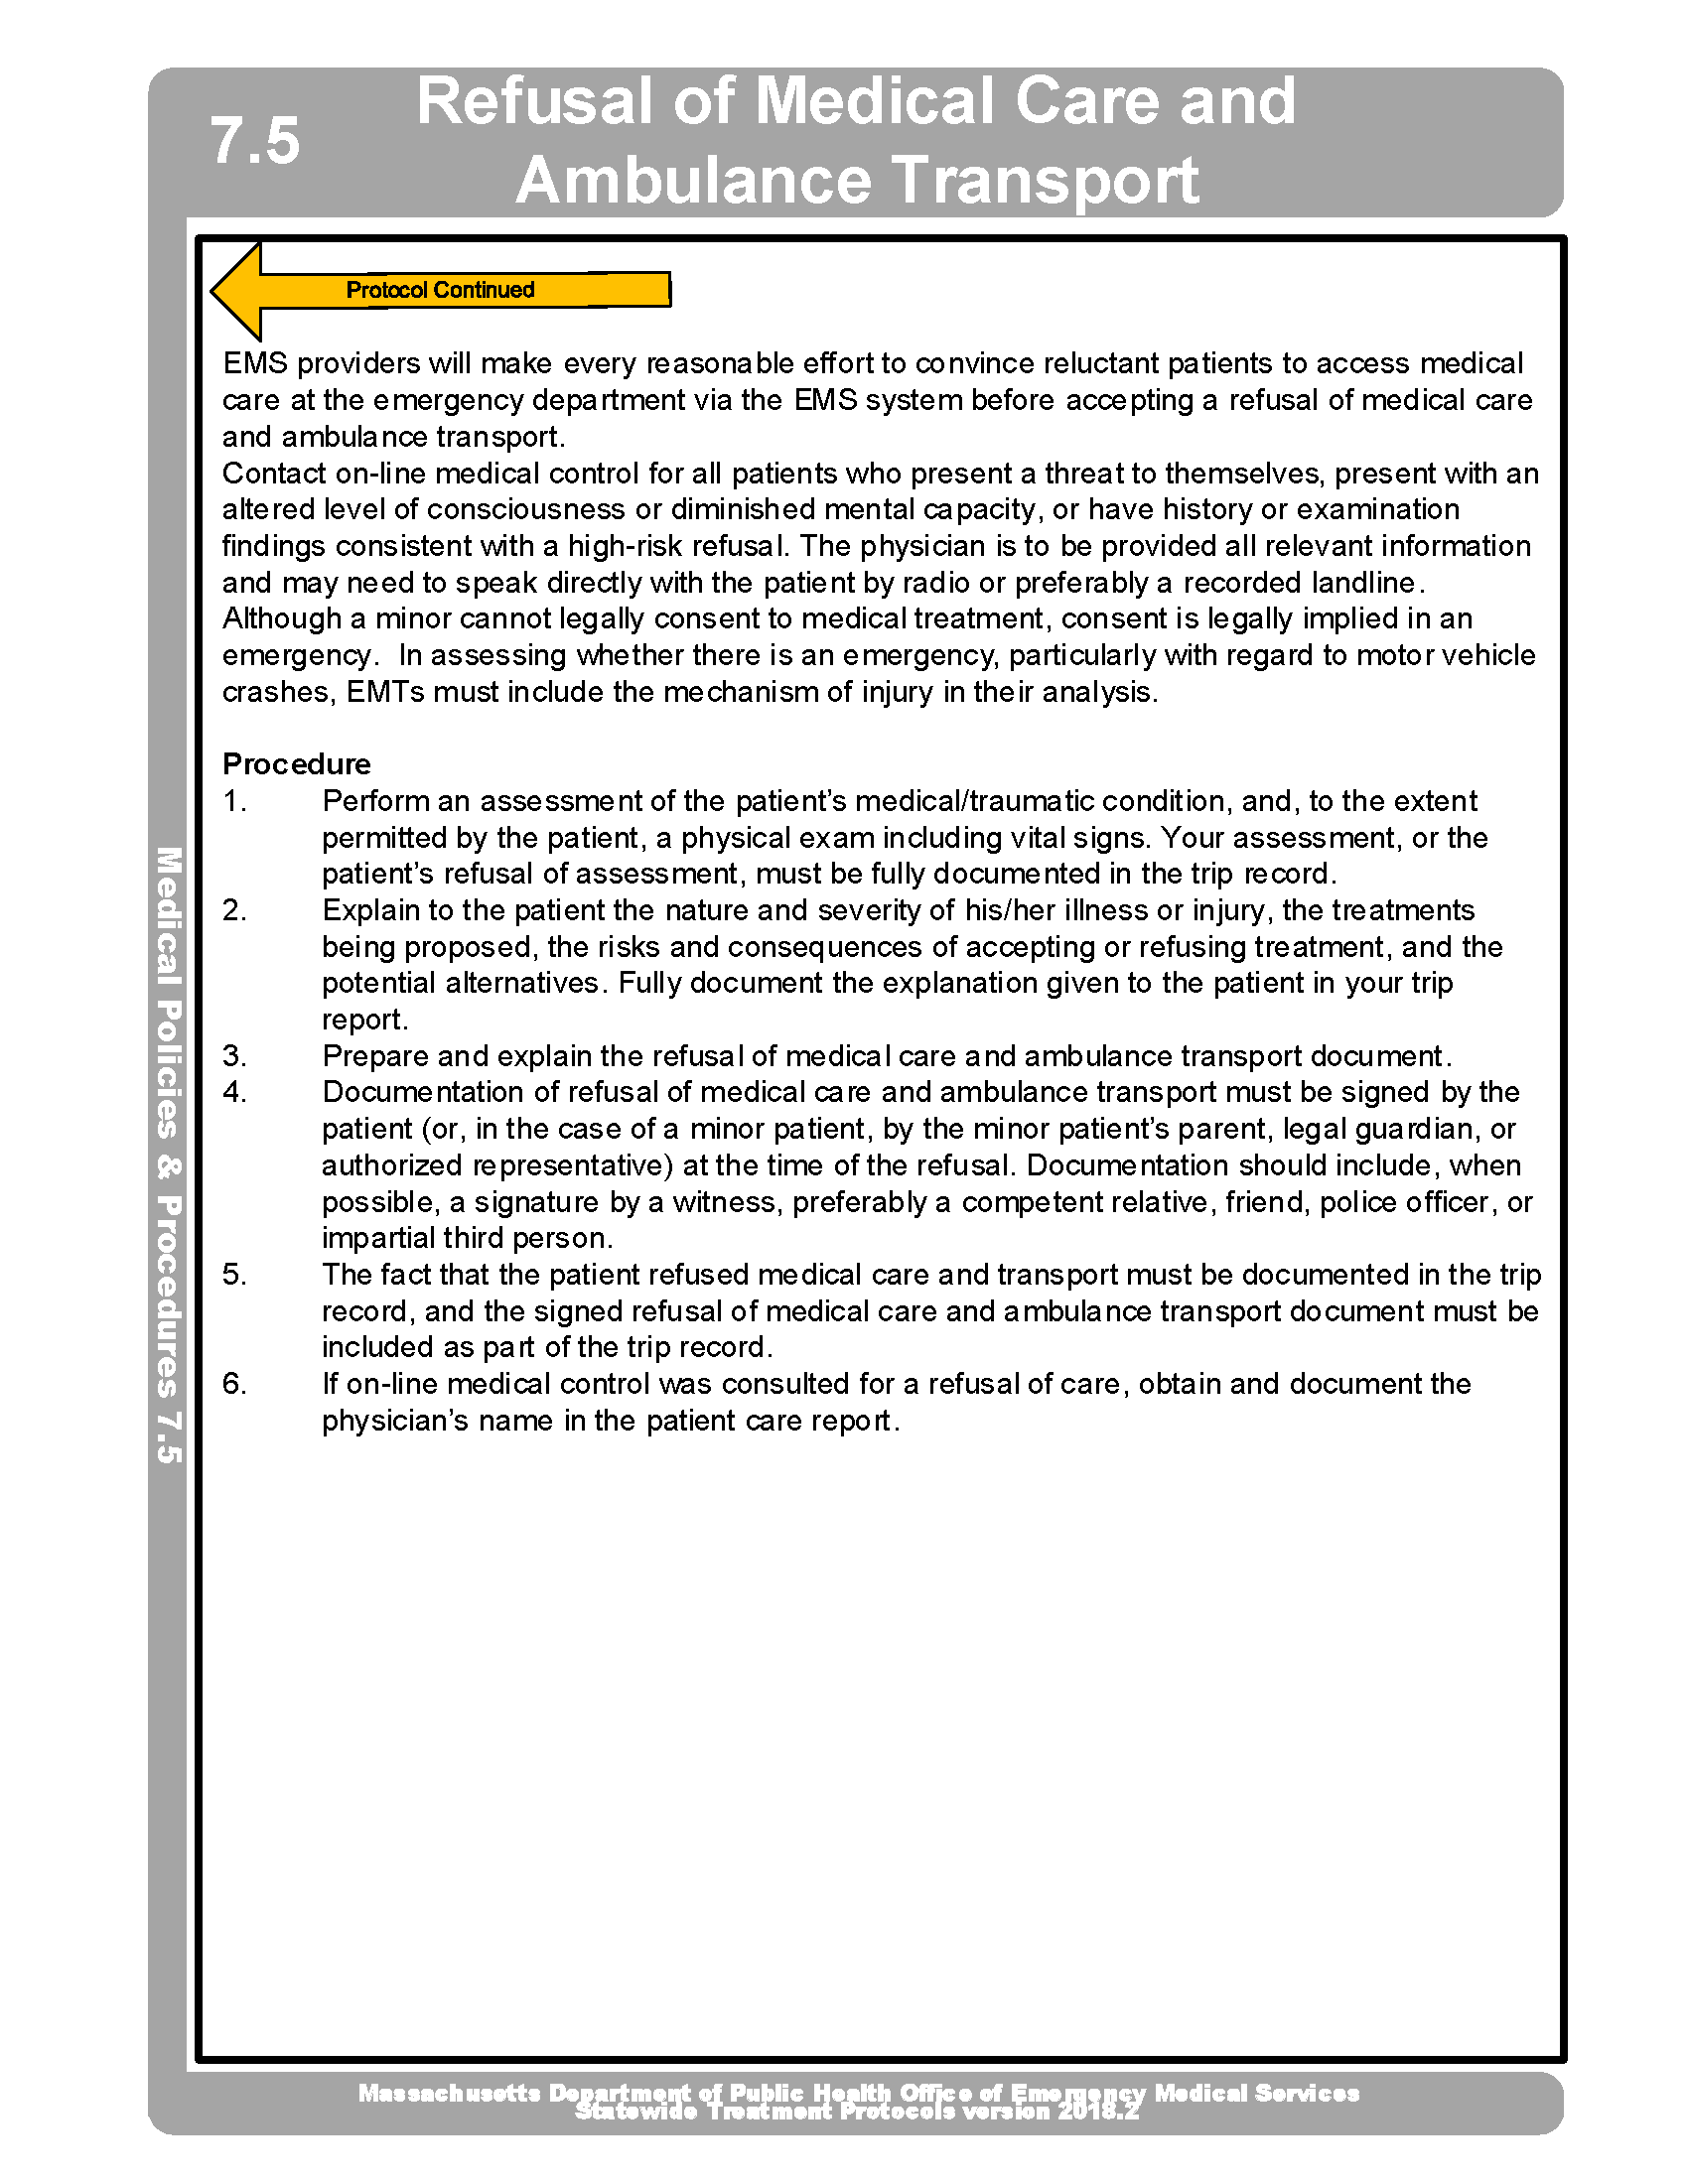 7.5
Refusal of Medical Care and
Ambulance Transport
Protocol Continued
EMS providers will make every reasonable effort to convince reluctant patients to access medical
care at the emergency department via the EMS system before accepting a refusal of medical care
and ambulance transport.
Contact on-line medical control for all patients who present a threat to themselves, present with an
altered level of consciousness or diminished mental capacity, or have history or examination
findings consistent with a high-risk refusal. The physician is to be provided all relevant information
and may need to speak directly with the patient by radio or preferably a recorded landline.
Although a minor cannot legally consent to medical treatment, consent is legally implied in an
emergency.  In assessing whether there is an emergency, particularly with regard to motor vehicle
crashes, EMTs must include the mechanism of injury in their analysis.
Procedure
1. Perform an assessment of the patient’s medical/traumatic condition, and, to the extent
permitted by the patient, a physical exam including vital signs. Your assessment, or the
patient’s refusal of assessment, must be fully documented in the trip record.
2. Explain to the patient the nature and severity of his/her illness or injury, the treatments
being proposed, the risks and consequences of accepting or refusing treatment, and the
potential alternatives. Fully document the explanation given to the patient in your trip
report.
3. Prepare and explain the refusal of medical care and ambulance transport document.
4. Documentation of refusal of medical care and ambulance transport must be signed by the
patient (or, in the case of a minor patient, by the minor patient’s parent, legal guardian, or
authorized representative) at the time of the refusal. Documentation should include, when
possible, a signature by a witness, preferably a competent relative, friend, police officer, or
impartial third person.
5. The fact that the patient refused medical care and transport must be documented in the trip
record, and the signed refusal of medical care and ambulance transport document must be
included as part of the trip record.
6. If on-line medical control was consulted for a refusal of care, obtain and document the
physician’s name in the patient care report.
Medical Policies & Procedures 7.5
Massachusetts Department of Public Health Office of Emergency Medical Services
Statewide Treatment Protocols version 2018.2